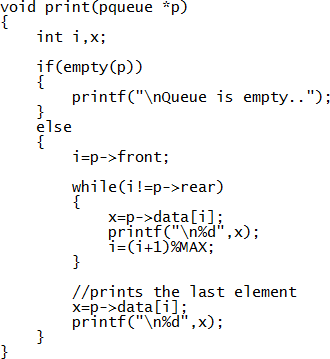 void print(pqueue *p)
{
    int i,x;

    if(empty(p))
    {
        printf("\nQueue is empty..");
    }
    else
    {
        i=p->front;

        while(i!=p->rear)
        {
            x=p->data[i];
            printf("\n%d",x);
            i=(i+1)%MAX;
        }

        //prints the last element
        x=p->data[i];
        printf("\n%d",x);
    }
}